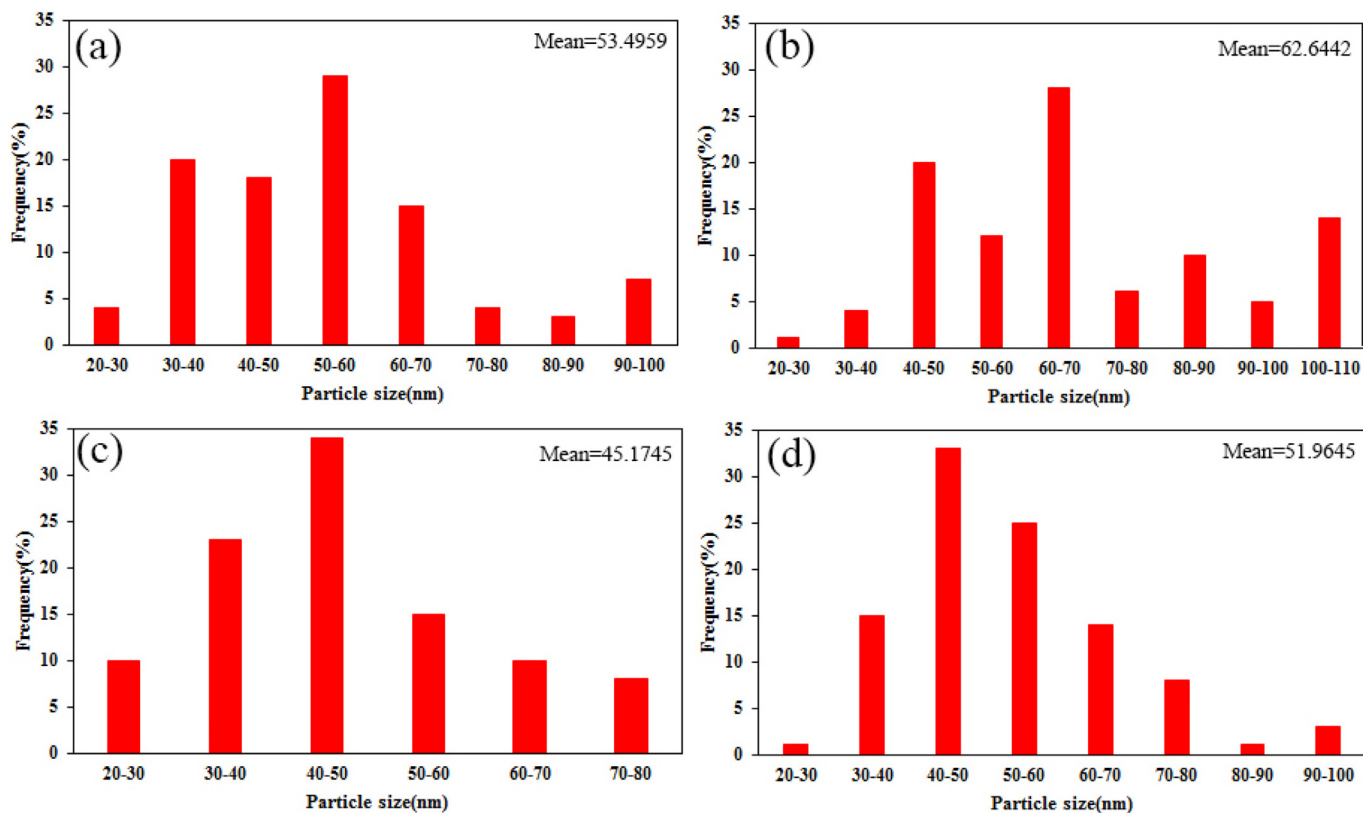 (a)
Mean=53.4959
Frequency(%)
35
30
25
20
15
10
5
0
20-30 30-40 40-50 50-60 60-70 70-80 80-90 90-100
Particle size(nm)
(b)
Mean=62.6442
Frequency(%)
35
30
25
20
15
10
5
0
20-30 30-40 40-50 50-60 60-70 70-80 80-90 90-100 100-110
Particle size(nm)
(c)
Mean=45.1745
Frequency(%)
35
30
25
20
15
10
5
0
20-30 30-40 40-50 50-60 60-70 70-80
Particle size(nm)
(d)
Mean=51.9645
Frequency(%)
35
30
25
20
15
10
5
0
20-30 30-40 40-50 50-60 60-70 70-80 80-90 90-100
Particle size(nm)